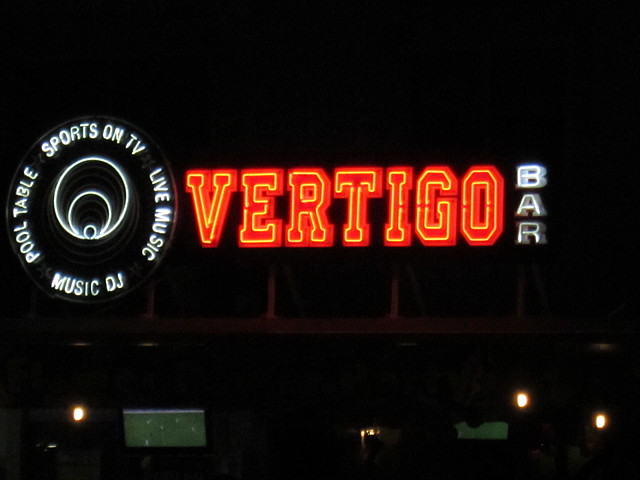 POOL TABLE
SPORTS ON TV
LIVE MUSIC
MUSIC DJ
VERTIGO
BAR